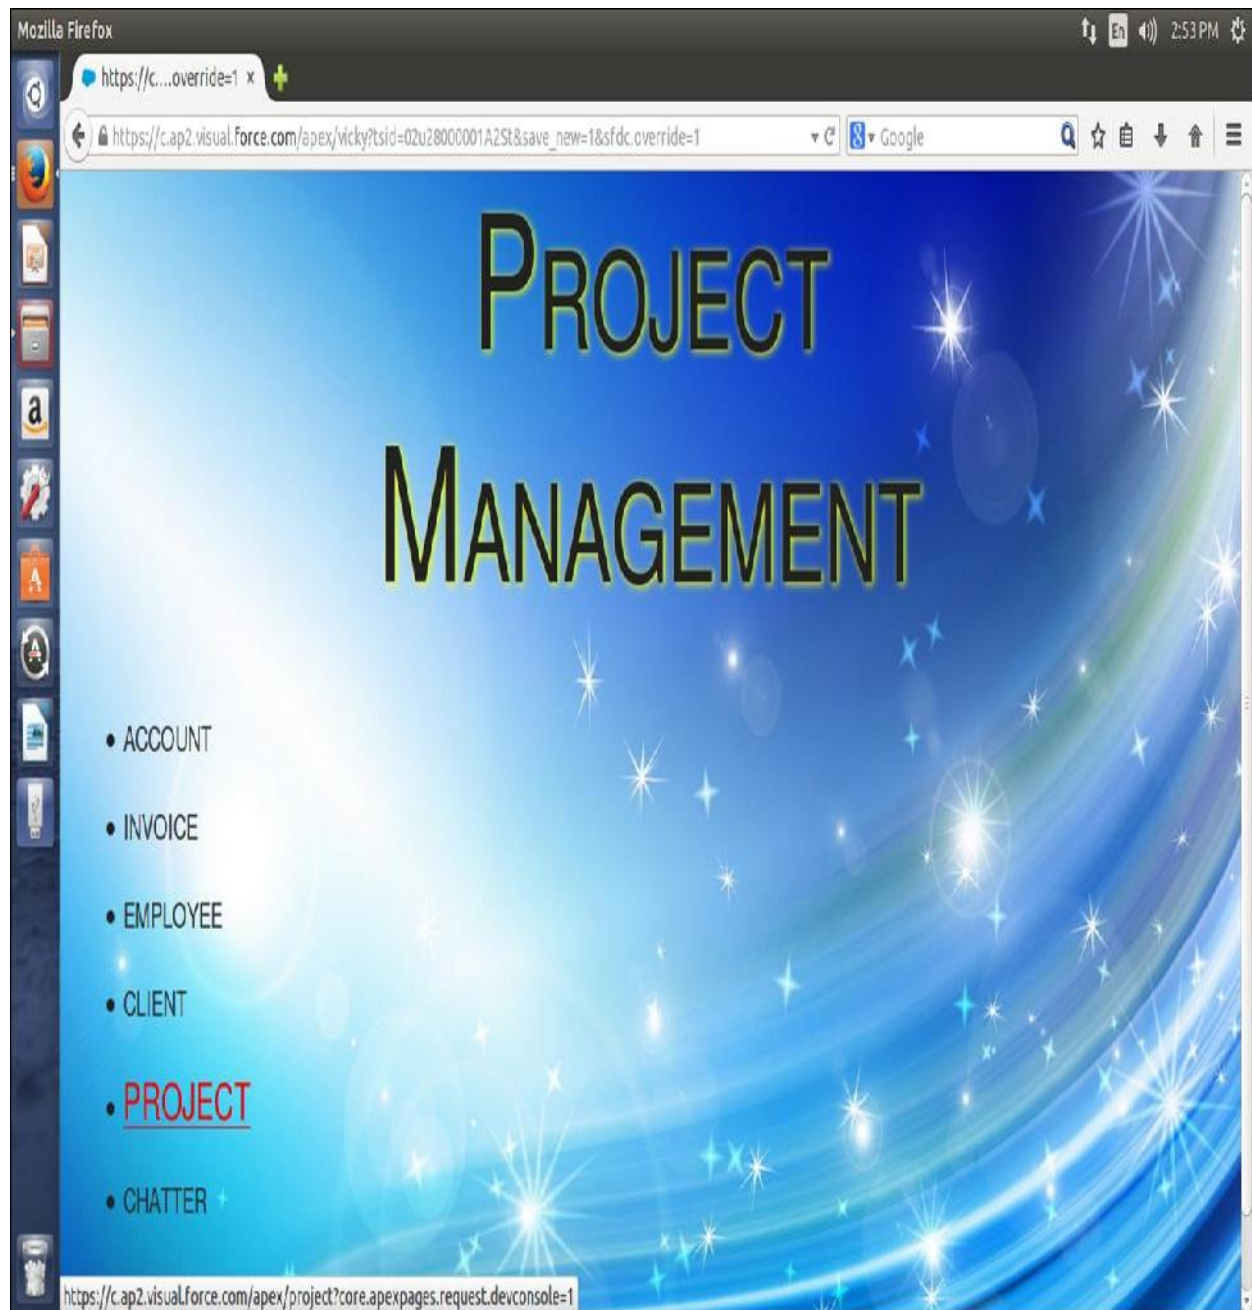 Mozilla Firefox
En
2:53 PM
https://c....override=1
https://c.ap2.visual.force.com/apex/vicky?tsid=02u28000001A2St&save_new=1&sfdc.override=1
8
Google
a
A
A
PROJECT
MANAGEMENT
• ACCOUNT
• INVOICE
• EMPLOYEE
• CLIENT
• PROJECT
• CHATTER
https://c.ap2.visual.force.com/apex/project?core.apexpages.request.devconsole=1